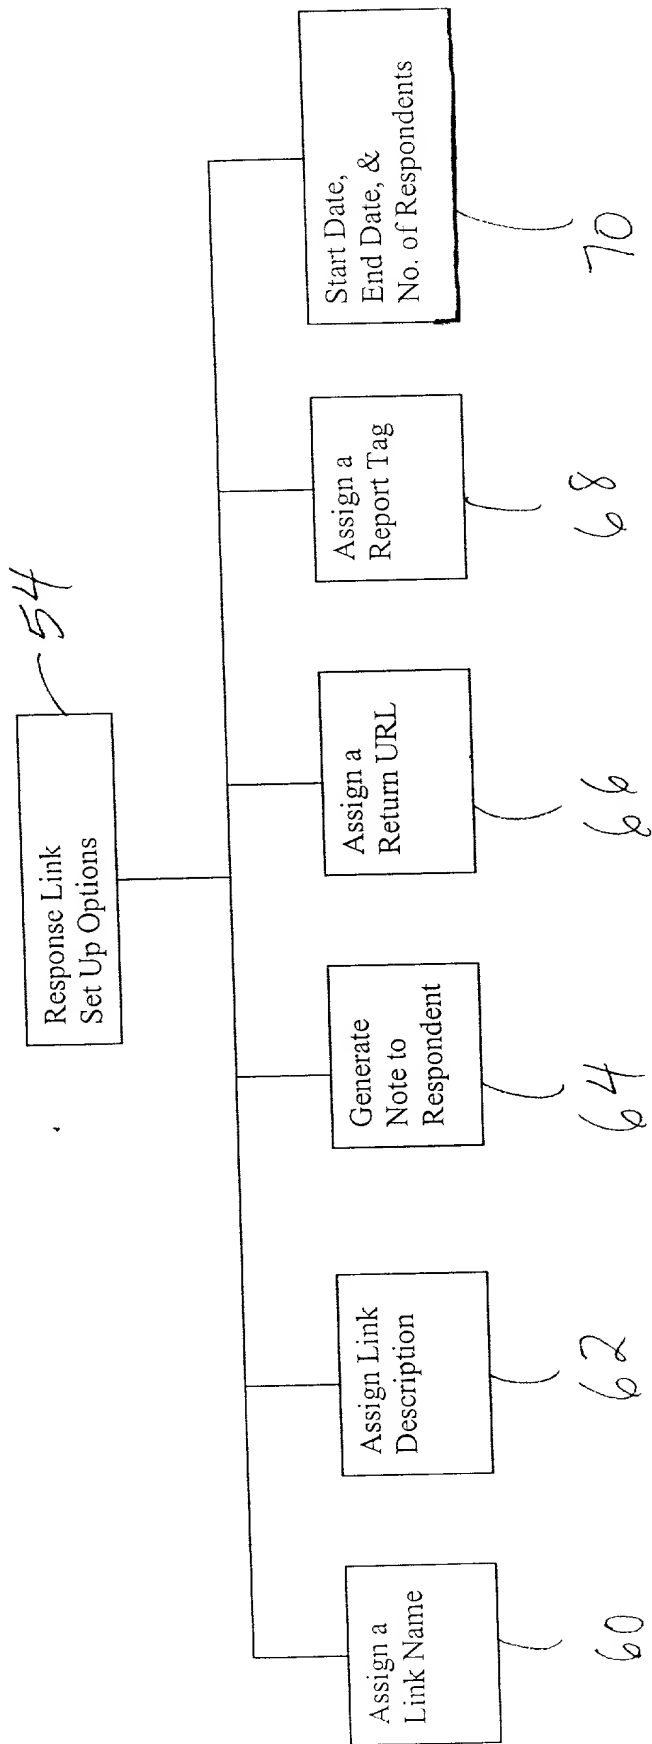 Response Link
Set Up Options
54
Assign a
Link Name
60
Assign Link
Description
62
Generate
Note to
Respondent
64
Assign a
Return URL
66
Assign a
Report Tag
68
Start Date,
End Date, &
No. of Respondents
70